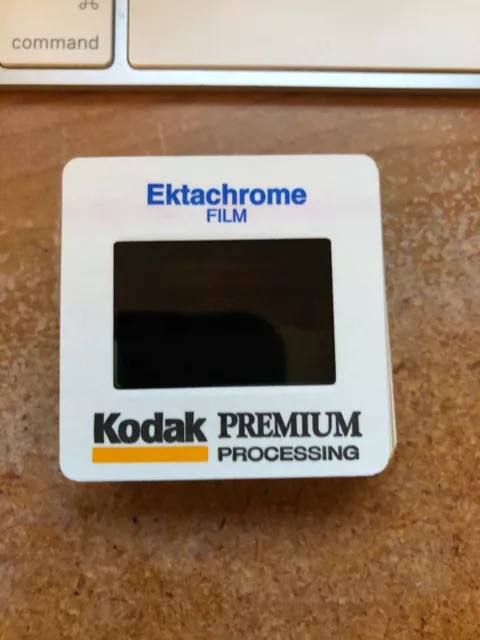 ⌘
command
Ektachrome
FILM
Kodak PREMIUM
PROCESSING